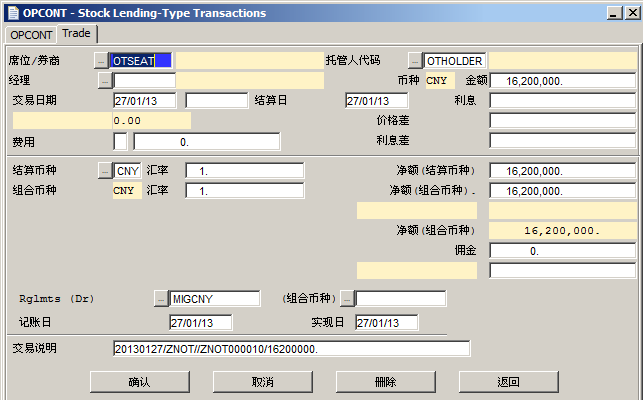 OPCONT - Stock Lending-Type Transactions
OPCONT Trade
席位/券商 ... OTSEAT 托管人代码 ... OTHOLDER
经理 ... 币种 CNY 金额 16,200,000.
交易日期 27/01/13 结算日 27/01/13 利息
0.00 价格差
费用 0. 利息差
结算币种 ... CNY 汇率 1. 净额(结算币种) 16,200,000.
组合币种 CNY 汇率 1. 净额(组合币种). 16,200,000.
净额(组合币种) 16,200,000.
佣金 0.
Rglmts (Dr) ... MIGCNY (组合币种) ...
记账日 27/01/13 实现日 27/01/13
交易说明 20130127/ZNOT//ZNOT000010/16200000.
确认 取消 删除 返回